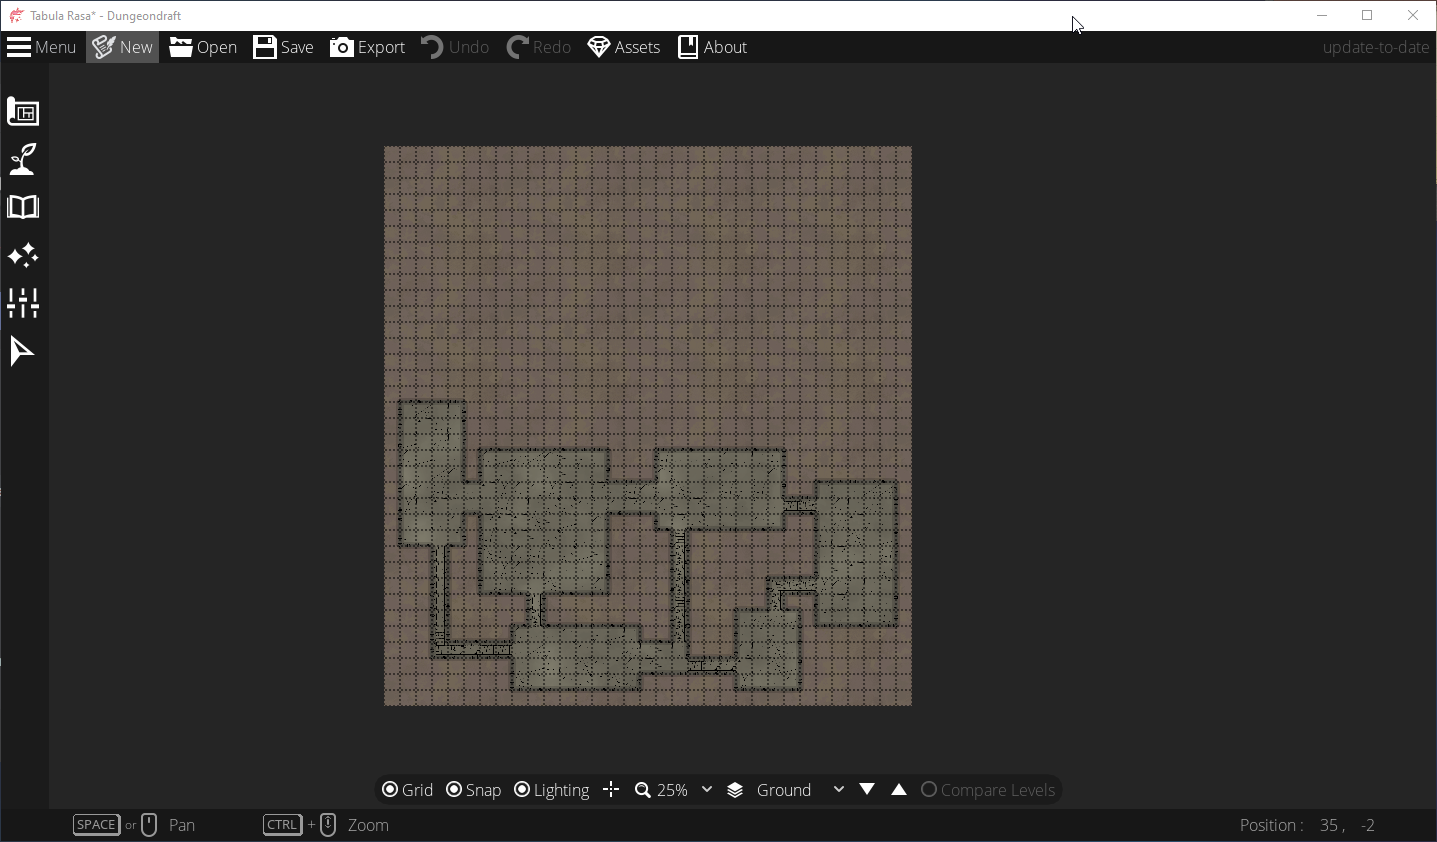 Tabula Rasa* - Dungeondraft
Menu New Open Save Export Undo Redo Assets About update-to-date
Grid Snap Lighting 25% Ground Compare Levels
SPACE or Pan CTRL + Zoom Position : 35 , -2